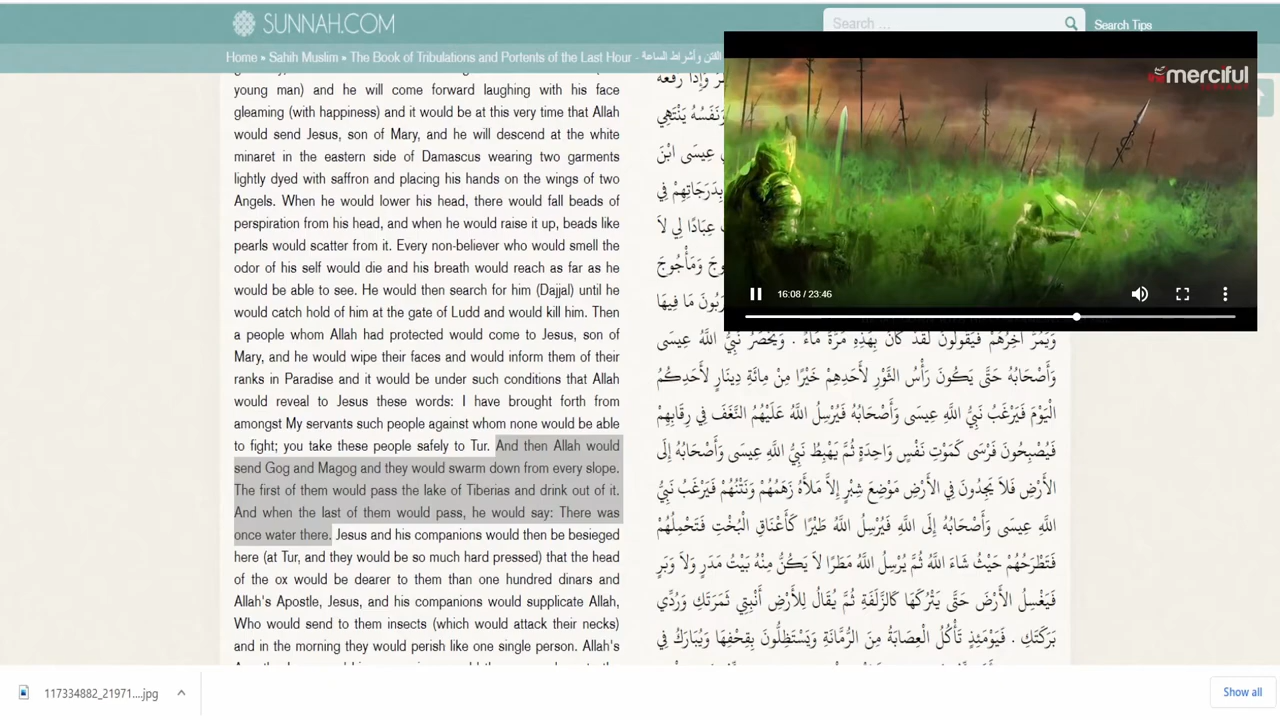 SUNNAH.COM
Search ...
Search Tips
Home » Sahih Muslim » The Book of Tribulations and Portents of the Last Hour - الفتن وأشراط الساعة
young man) and he will come forward laughing with his face
gleaming (with happiness) and it would be at this very time that Allah
would send Jesus, son of Mary, and he will descend at the white
minaret in the eastern side of Damascus wearing two garments
lightly dyed with saffron and placing his hands on the wings of two
Angels. When he would lower his head, there would fall beads of
perspiration from his head, and when he would raise it up, beads like
pearls would scatter from it. Every non-believer who would smell the
odor of his self would die and his breath would reach as far as he
would be able to see. He would then search for him (Dajjal) until he
would catch hold of him at the gate of Ludd and would kill him. Then
a people whom Allah had protected would come to Jesus, son of
Mary, and he would wipe their faces and would inform them of their
ranks in Paradise and it would be under such conditions that Allah
would reveal to Jesus these words: I have brought forth from
amongst My servants such people against whom none would be able
to fight; you take these people safely to Tur. And then Allah would
send Gog and Magog and they would swarm down from every slope.
The first of them would pass the lake of Tiberias and drink out of it.
And when the last of them would pass, he would say: There was
once water there. Jesus and his companions would then be besieged
here (at Tur, and they would be so much hard pressed) that the head
of the ox would be dearer to them than one hundred dinars and
Allah's Apostle, Jesus, and his companions would supplicate Allah,
Who would send to them insects (which would attack their necks)
and in the morning they would perish like one single person. Allah's
وَإِذَا رَفَعَهُ
وَنَفَسُهُ يَنْتَهِي
عِيسَى ابْنَ
بِدَرَجَاتِهِمْ فِي
عِبَادًا لِي لاَ
وَمَأْجُوجَ
مَا فِيهَا
وَيَمُرُّ آخِرُهُمْ فَيَقُولُونَ لَقَدْ كَانَ بِهَذِهِ مَرَّةً مَاءٌ . وَيُحْصَرُ نَبِيُّ اللَّهِ عِيسَى
وَأَصْحَابُهُ حَتَّى يَكُونَ رَأْسُ الثَّوْرِ لأَحَدِهِمْ خَيْرًا مِنْ مِائَةِ دِينَارٍ لأَحَدِكُمُ
الْيَوْمَ فَيَرْغَبُ نَبِيُّ اللَّهِ عِيسَى وَأَصْحَابُهُ فَيُرْسِلُ اللَّهُ عَلَيْهِمُ النَّغَفَ فِي رِقَابِهِمْ
فَيُصْبِحُونَ فَرْسَى كَمَوْتِ نَفْسٍ وَاحِدَةٍ ثُمَّ يَهْبِطُ نَبِيُّ اللَّهِ عِيسَى وَأَصْحَابُهُ إِلَى
الأَرْضِ فَلاَ يَجِدُونَ فِي الأَرْضِ مَوْضِعَ شِبْرٍ إِلاَّ مَلأَهُ زَهَمُهُمْ وَنَتْنُهُمْ فَيَرْغَبُ نَبِيُّ
اللَّهِ عِيسَى وَأَصْحَابُهُ إِلَى اللَّهِ فَيُرْسِلُ اللَّهُ طَيْرًا كَأَعْنَاقِ الْبُخْتِ فَتَحْمِلُهُمْ
فَتَطْرَحُهُمْ حَيْثُ شَاءَ اللَّهُ ثُمَّ يُرْسِلُ اللَّهُ مَطَرًا لاَ يَكُنُّ مِنْهُ بَيْتُ مَدَرٍ وَلاَ وَبَرٍ
فَيَغْسِلُ الأَرْضَ حَتَّى يَتْرُكَهَا كَالزَّلَفَةِ ثُمَّ يُقَالُ لِلأَرْضِ أَنْبِتِي ثَمَرَتَكِ وَرُدِّي
بَرَكَتَكِ . فَيَوْمَئِذٍ تَأْكُلُ الْعِصَابَةُ مِنَ الرُّمَّانَةِ وَيَسْتَظِلُّونَ بِقِحْفِهَا وَيُبَارَكُ فِي
merciful
16:08 / 23:46
117334882_21971....jpg
Show all